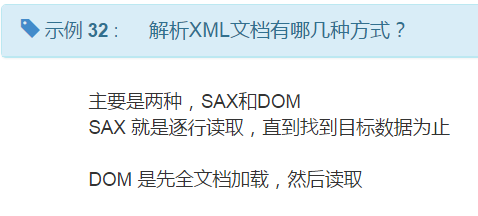 示例 32： 解析XML文档有哪几种方式？
主要是两种，SAX和DOM
SAX 就是逐行读取，直到找到目标数据为止
DOM 是先全文档加载，然后读取